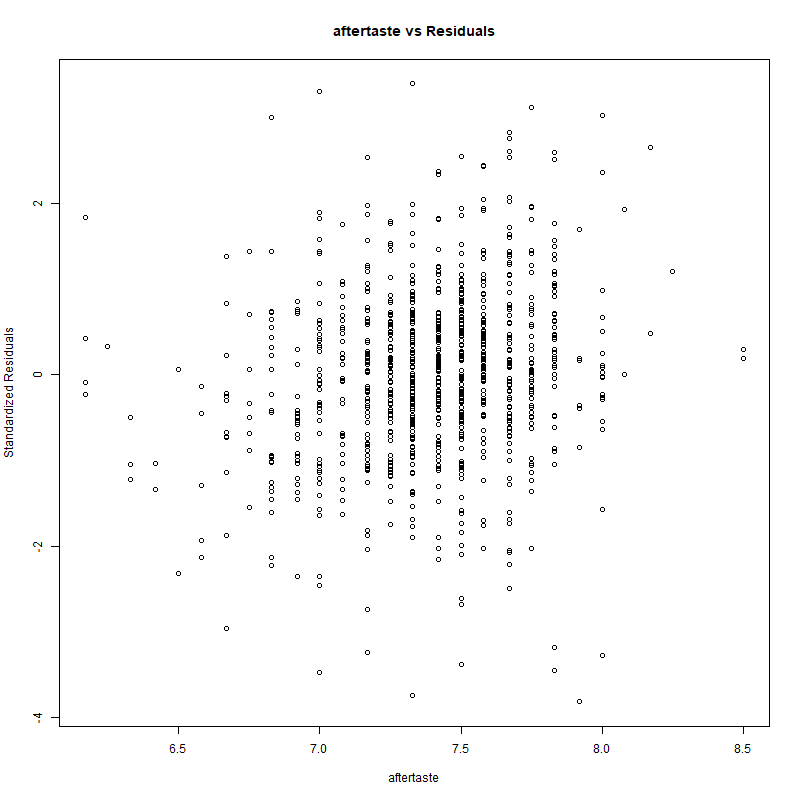 aftertaste vs Residuals
Standardized Residuals
2
0
-2
-4
6.5 7.0 7.5 8.0 8.5
aftertaste